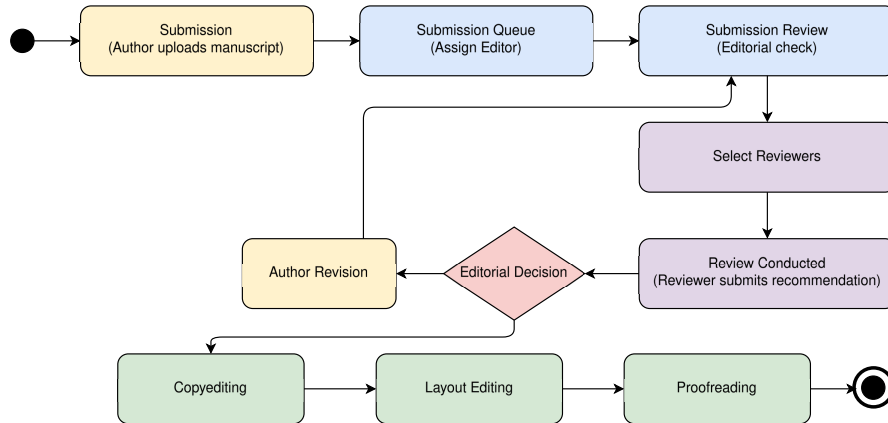 Submission
(Author uploads manuscript)
Submission Queue
(Assign Editor)
Submission Review
(Editorial check)
Select Reviewers
Author Revision
Editorial Decision
Review Conducted
(Reviewer submits recommendation)
Copyediting
Layout Editing
Proofreading